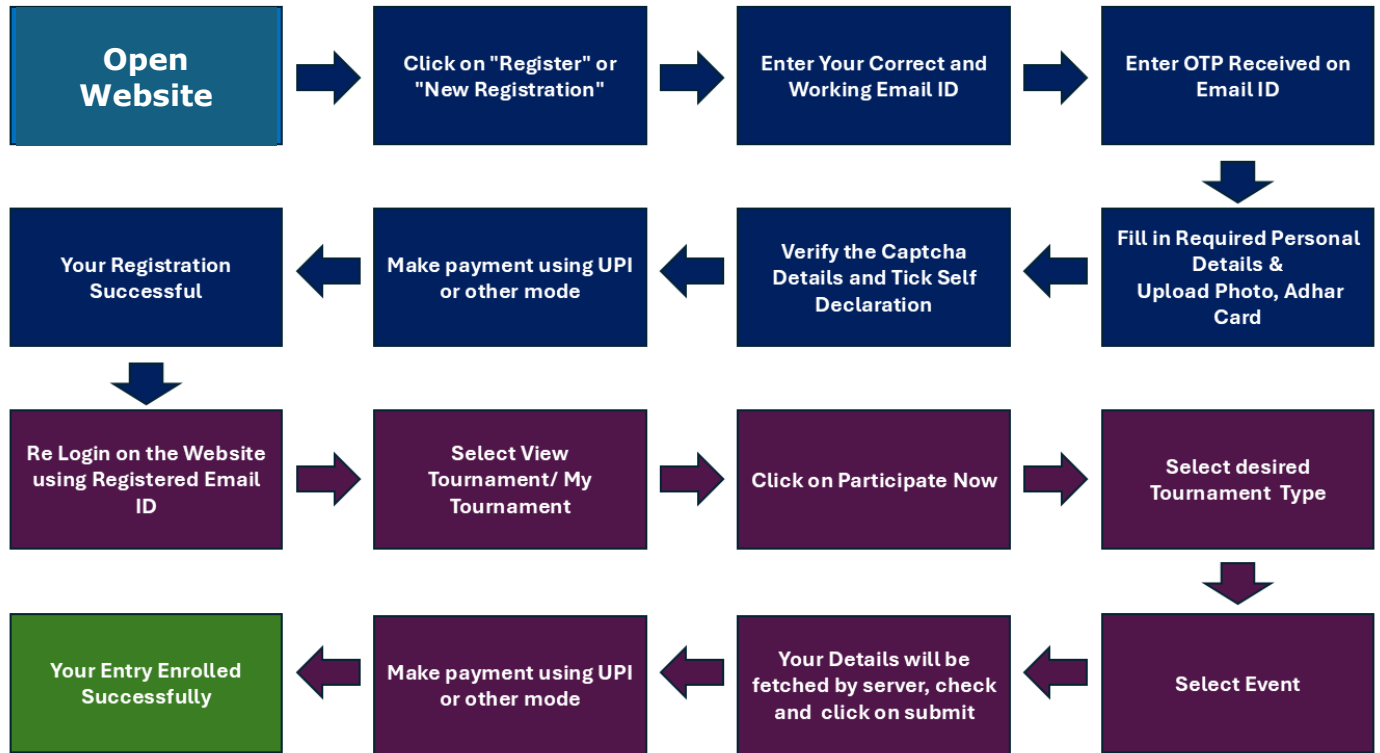 Open
Website
Click on "Register" or
"New Registration"
Enter Your Correct and
Working Email ID
Enter OTP Received on
Email ID
Fill in Required Personal
Details &
Upload Photo, Adhar
Card
Verify the Captcha
Details and Tick Self
Declaration
Make payment using UPI
or other mode
Your Registration
Successful
Re Login on the Website
using Registered Email
ID
Select View
Tournament/ My
Tournament
Click on Participate Now
Select desired
Tournament Type
Select Event
Your Details will be
fetched by server, check
and click on submit
Make payment using UPI
or other mode
Your Entry Enrolled
Successfully